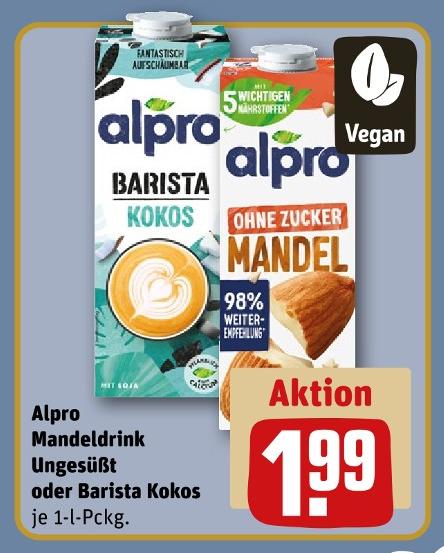 FANTASTISCH
AUFSCHÄUMBAR
alpro
BARISTA
KOKOS
MIT SOJA
MIT
5 WICHTIGEN
NÄHRSTOFFEN
alpro
OHNE ZUCKER
MANDEL
98%
WEITER-
EMPFEHLUNG
Vegan
Alpro
Mandeldrink
Ungesüßt
oder Barista Kokos
je 1-l-Pckg.
Aktion
1.99